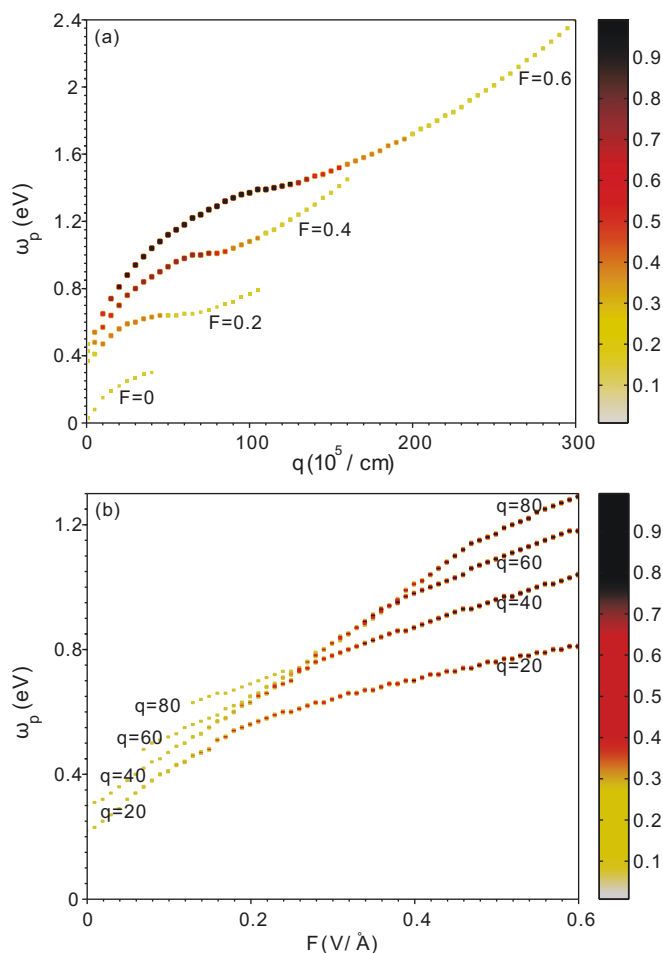 (a)
2.4
2
1.6
1.2
0.8
0.4
0
ω_p (eV)
F=0.6
F=0.4
F=0.2
F=0
0 100 200 300
q (10^5 / cm)
0.9
0.8
0.7
0.6
0.5
0.4
0.3
0.2
0.1
(b)
1.2
0.8
0.4
0
ω_p (eV)
q=80
q=60
q=40
q=20
q=80
q=60
q=40
q=20
0 0.2 0.4 0.6
F (V/Å)
0.9
0.8
0.7
0.6
0.5
0.4
0.3
0.2
0.1